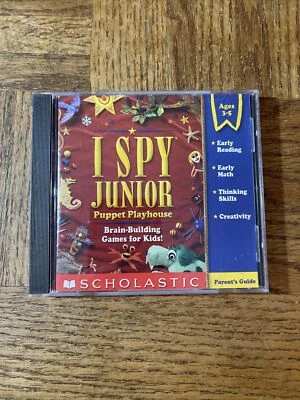 I SPY
JUNIOR
Puppet Playhouse
Brain-Building
Games for Kids!
SCHOLASTIC
Ages
3-5
★ Early
Reading
★ Early
Math
★ Thinking
Skills
★ Creativity
Parent's Guide